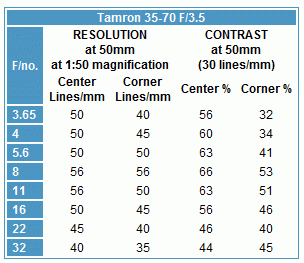 Tamron 35-70 F/3.5
F/no. RESOLUTION at 50mm at 1:50 magnification CONTRAST at 50mm (30 lines/mm)
Center Lines/mm Corner Lines/mm Center % Corner %
3.65 50 40 56 32
4 50 45 60 34
5.6 50 50 63 41
8 56 56 66 53
11 56 50 63 51
16 50 45 56 46
22 45 40 46 40
32 40 35 44 45